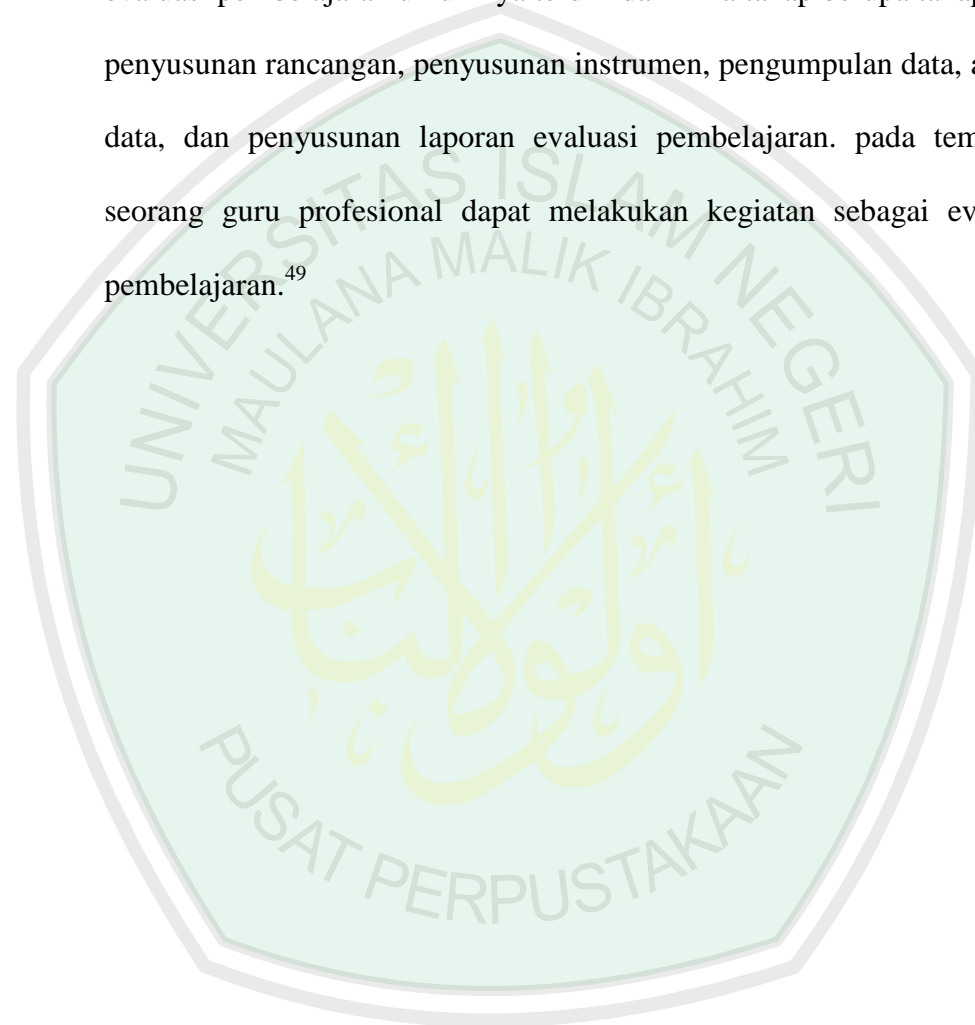 penyusunan rancangan, penyusunan instrumen, pengumpulan data, a
data, dan penyusunan laporan evaluasi pembelajaran. pada tem
seorang guru profesional dapat melakukan kegiatan sebagai ev
pembelajaran.49
UNIVERSITAS ISLAM NEGERI
MAULANA MALIK IBRAHIM
PUSAT PERPUSTAKAAN